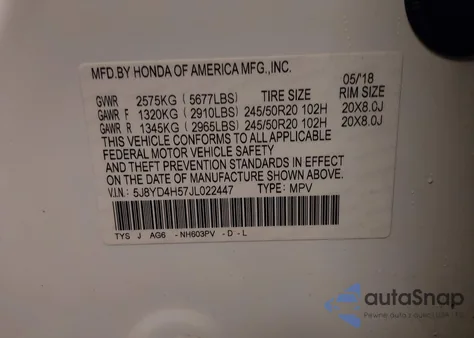 MFD.BY HONDA OF AMERICA MFG.,INC.
05/'18
GVWR 2575KG (5677LBS) TIRE SIZE RIM SIZE
GAWR F 1320KG (2910LBS) 245/50R20 102H 20X8.0J
GAWR R 1345KG (2965LBS) 245/50R20 102H 20X8.0J
THIS VEHICLE CONFORMS TO ALL APPLICABLE
FEDERAL MOTOR VEHICLE SAFETY
AND THEFT PREVENTION STANDARDS IN EFFECT
ON THE DATE OF MANUFACTURE SHOWN ABOVE.
V.I.N.: 5J8YD4H57JL022447 TYPE: MPV
TYS J AG6 -NH603PV -D-L
autoSnap
Pewne auta